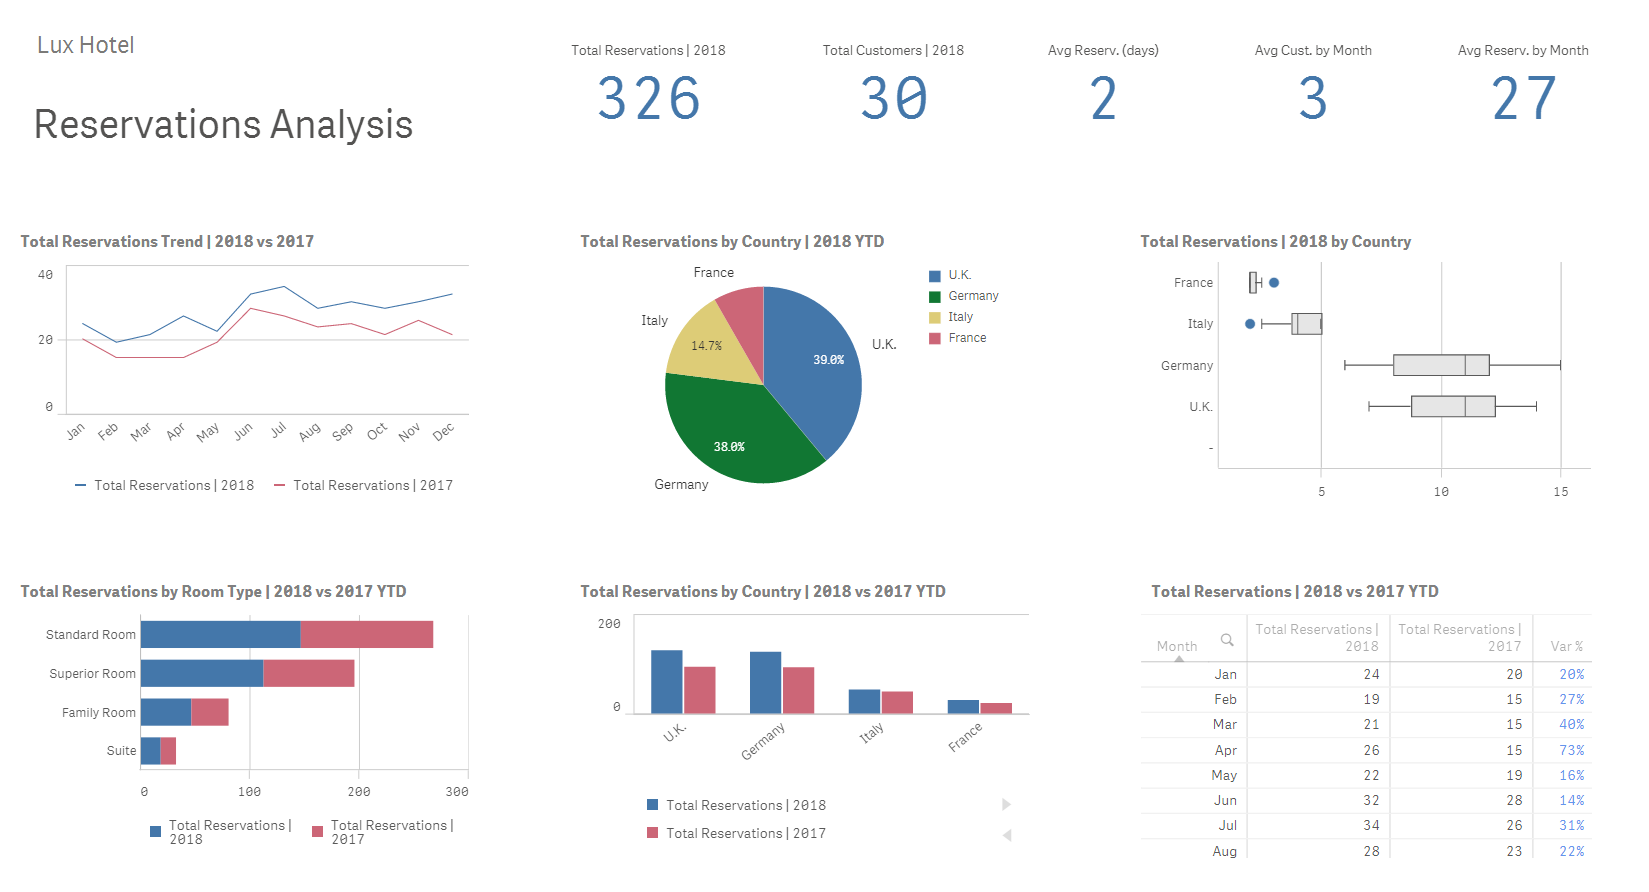 Lux Hotel
Reservations Analysis
Total Reservations | 2018
326
Total Customers | 2018
30
Avg Reserv. (days)
2
Avg Cust. by Month
3
Avg Reserv. by Month
27
Total Reservations Trend | 2018 vs 2017
40
20
0
Jan Feb Mar Apr May Jun Jul Aug Sep Oct Nov Dec
Total Reservations | 2018 Total Reservations | 2017
Total Reservations by Country | 2018 YTD
France
Italy
14.7%
39.0%
U.K.
38.0%
Germany
U.K.
Germany
Italy
France
Total Reservations | 2018 by Country
France
Italy
Germany
U.K.
-
5 10 15
Total Reservations by Room Type | 2018 vs 2017 YTD
Standard Room
Superior Room
Family Room
Suite
0 100 200 300
Total Reservations |
2018
Total Reservations |
2017
Total Reservations by Country | 2018 vs 2017 YTD
200
0
U.K. Germany Italy France
Total Reservations | 2018
Total Reservations | 2017
Total Reservations | 2018 vs 2017 YTD
Month Total Reservations | 2018 Total Reservations | 2017 Var %
Jan 24 20 20%
Feb 19 15 27%
Mar 21 15 40%
Apr 26 15 73%
May 22 19 16%
Jun 32 28 14%
Jul 34 26 31%
Aug 28 23 22%